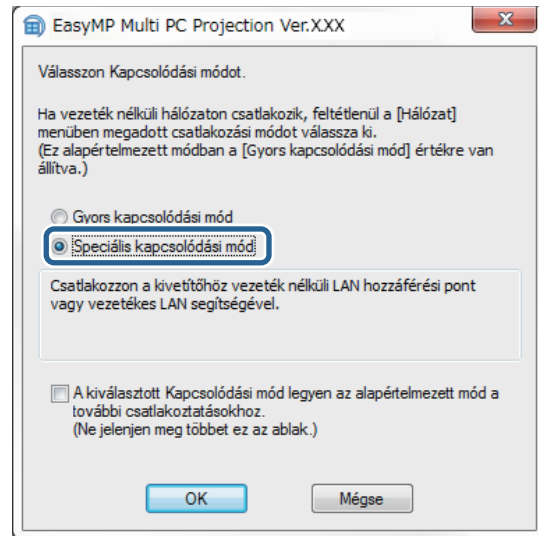 EasyMP Multi PC Projection Ver.X.XX
Válasszon Kapcsolódási módot.
Ha vezeték nélküli hálózaton csatlakozik, feltétlenül a [Hálózat]
menüben megadott csatlakozási módot válassza ki.
(Ez alapértelmezett módban a [Gyors kapcsolódási mód] értékre van
állítva.)
Gyors kapcsolódási mód
Speciális kapcsolódási mód
Csatlakozzon a kivetítőhöz vezeték nélküli LAN hozzáférési pont
vagy vezetékes LAN segítségével.
A kiválasztott Kapcsolódási mód legyen az alapértelmezett mód a
további csatlakoztatásokhoz.
(Ne jelenjen meg többet ez az ablak.)
OK Mégse